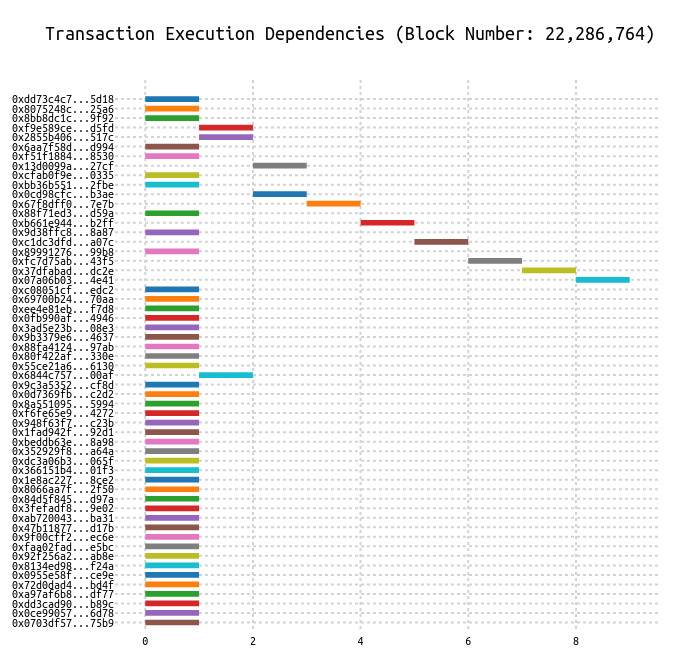 Transaction Execution Dependencies (Block Number: 22,286,764)
0xdd73c4c7...5d18
0x8075248c...25a6
0x8bb8dc1c...9f92
0xf9e589ce...d5fd
0x2855b406...517c
0x6aa7f58d...d994
0xf51f1884...8530
0x13d0099a...27cf
0xcfab0f9e...0335
0xbb36b551...2fbe
0x0cd98cfc...b3ae
0x67f8dff0...7e7b
0x88f71ed3...d59a
0xb661e944...b2ff
0x9d38ffc8...8a87
0xc1dc3dfd...a07c
0x89991276...99b8
0xfc7d75ab...43f5
0x37dfabad...dc2e
0x07a06b03...4e41
0xc08051cf...edc2
0x69700b24...70aa
0xee4e81eb...f7d8
0x0fb990af...4946
0x3ad5e23b...08e3
0x9b3379e6...4637
0x88fa4124...97ab
0x80f422af...330e
0x55ce21a6...6130
0x6844c757...00af
0x9c3a5352...cf8d
0x0d7369fb...c2d2
0x8a551095...5994
0xf6fe65e9...4272
0x948f63f7...c23b
0x1fad942f...92d1
0xbeddb63e...8a98
0x352929f8...a64a
0xdc3a06b3...065f
0x366151b4...01f3
0x1e8ac227...8ce2
0x8066aa7f...2f50
0x84d5f845...d97a
0x3fefadf8...9e02
0xab720043...ba31
0x47b11877...d17b
0x9f00cff2...ec6e
0xfaa02fad...e5bc
0x92f256a2...ab8e
0x8134ed98...f24a
0x0955e58f...ce9e
0x72d0dad4...bd4f
0xa97af6b8...df77
0xdd3cad90...b89c
0x0ce99057...6d78
0x0703df57...75b9
0 2 4 6 8